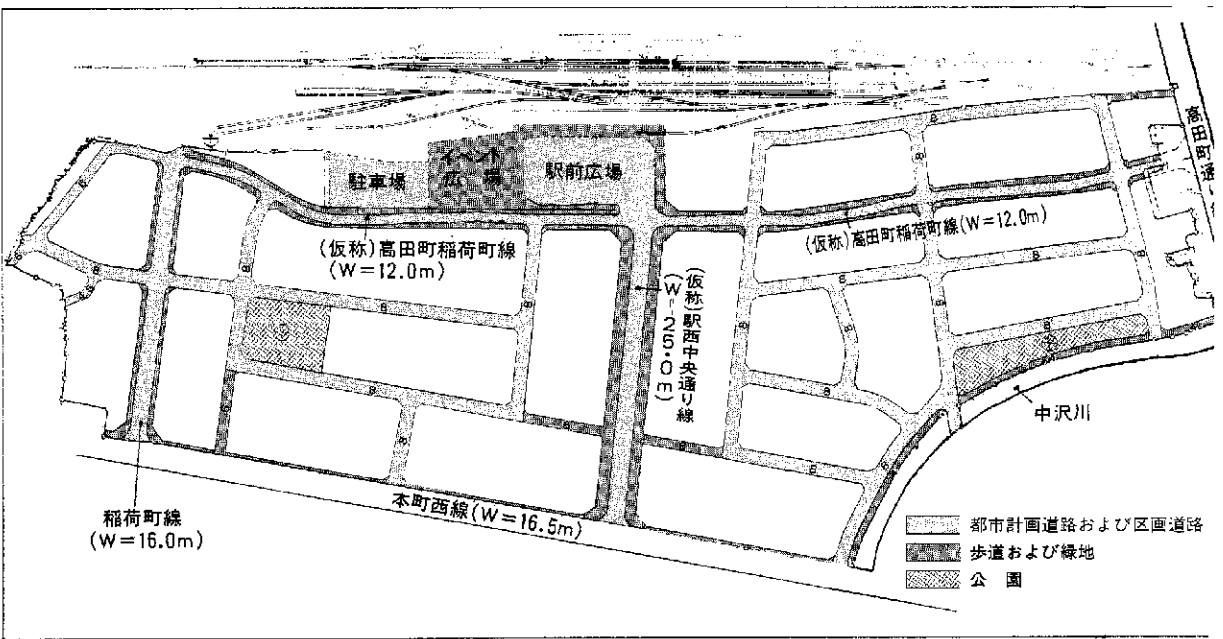 高田町通り線
イベント
広場
駅前広場
駐車場
(仮称)高田町稲荷町線
(W=12.0m)
(仮称)高田町稲荷町線(W=12.0m)
(仮称)駅西中央通り線
(W=25.0m)
中沢川
本町西線(W=16.5m)
稲荷町線
(W=16.0m)
都市計画道路および区画道路
歩道および緑地
公園